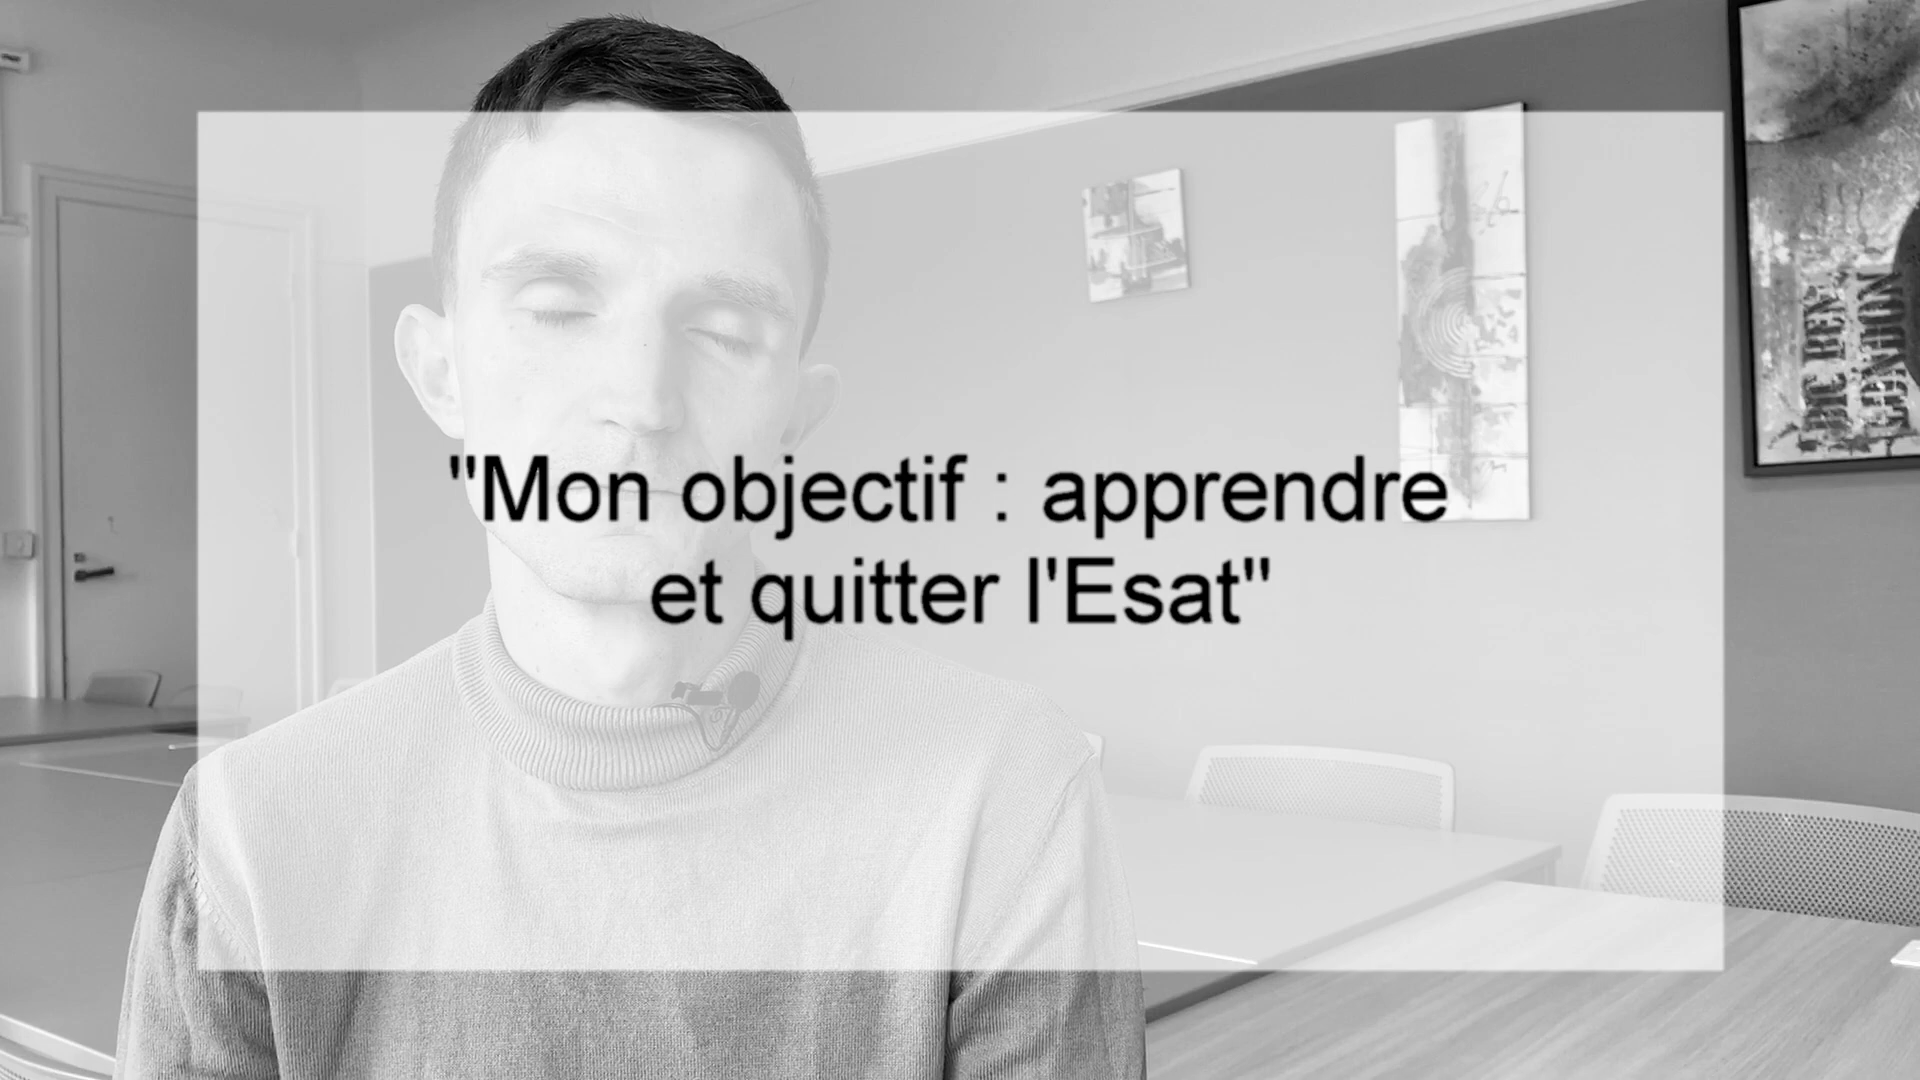 "Mon objectif : apprendre
et quitter l'Esat"